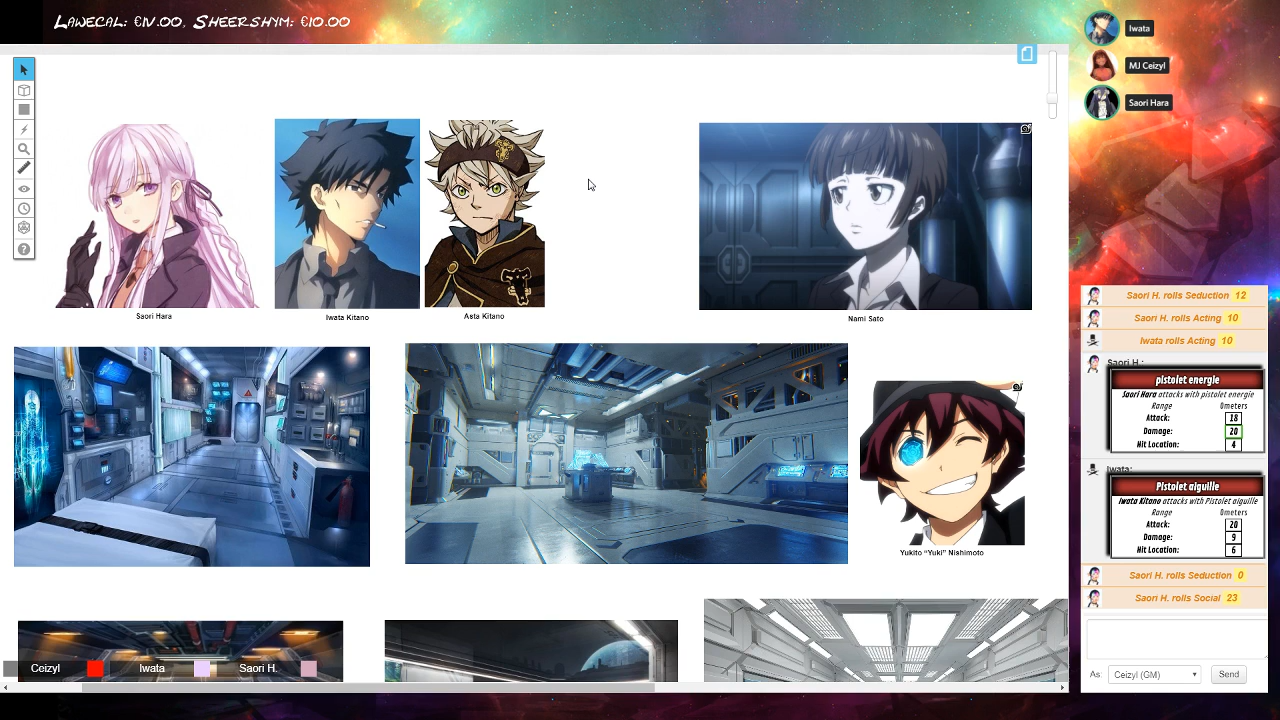 Lawecal: €IV.00, Sheershym: €IO.00
Iwata
MJ Ceizyl
Saori Hara
Saori Hara
Iwata Kitano
Asta Kitano
Nami Sato
Yukito “Yuki” Nishimoto
Ceizyl
Iwata
Saori H.
Saori H. rolls Seduction 12
Saori H. rolls Acting 10
Iwata rolls Acting 10
Saori H.:
pistolet energie
Saori Hara attacks with pistolet energie
Range 0meters
Attack: 18
Damage: 20
Hit Location: 4
Iwata:
Pistolet aiguille
Iwata Kitano attacks with Pistolet aiguille
Range 0meters
Attack: 20
Damage: 9
Hit Location: 6
Saori H. rolls Seduction 0
Saori H. rolls Social 23
As: Ceizyl (GM)
Send